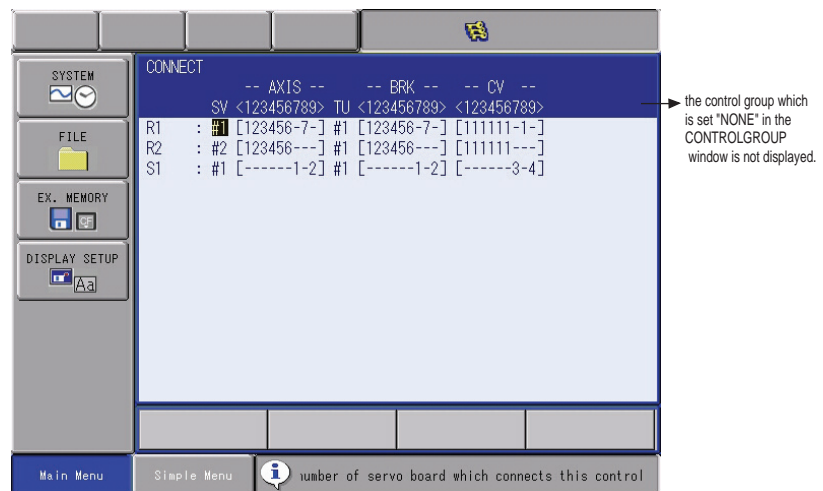 SYSTEM
FILE
EX. MEMORY
CF
DISPLAY SETUP
Aa
CONNECT
-- AXIS -- -- BRK -- -- CV --
SV <123456789> TU <123456789> <123456789>
R1 : #1 [123456-7-] #1 [123456-7-] [111111-1-]
R2 : #2 [123456---] #1 [123456---] [111111---]
S1 : #1 [------1-2] #1 [------1-2] [------3-4]
the control group which
is set "NONE" in the
CONTROLGROUP
window is not displayed.
Main Menu
Simple Menu
number of servo board which connects this control